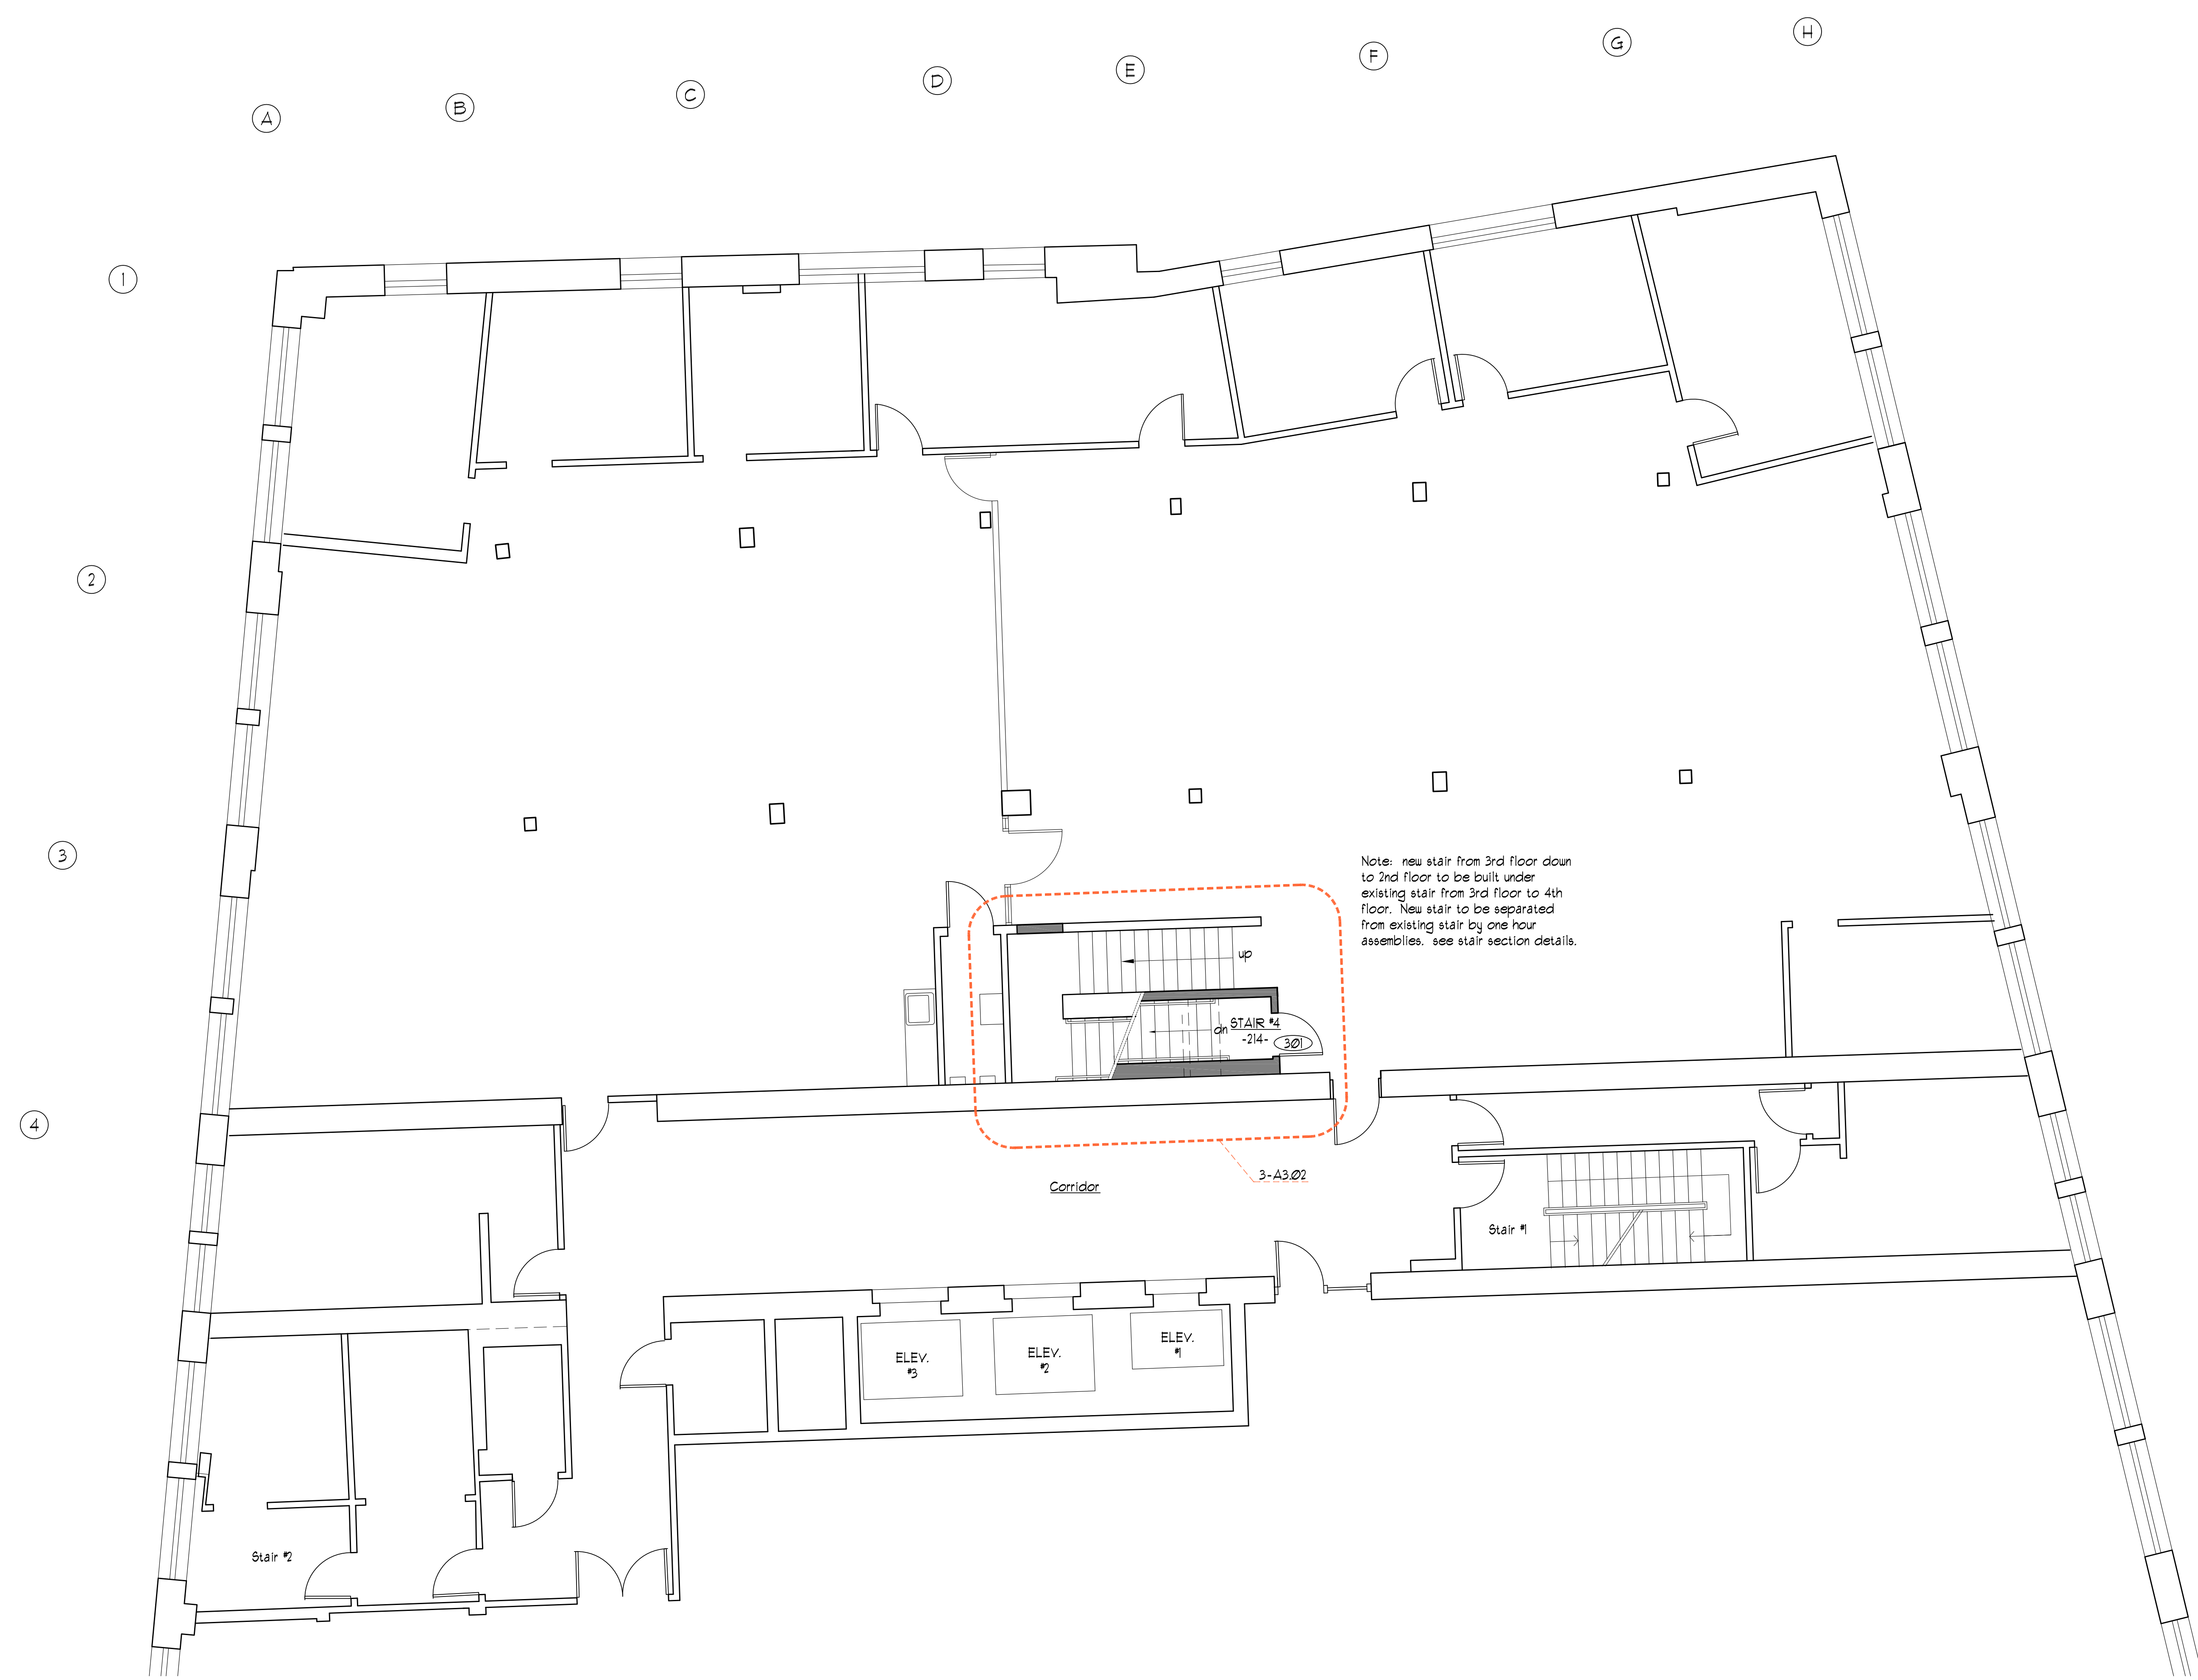 H
G
F
E
D
C
B
A
1
2
3
4
Note: new stair from 3rd floor down
to 2nd floor to be built under
existing stair from 3rd floor to 4th
floor. New stair to be separated
from existing stair by one hour
assemblies. see stair section details.
up
dn
STAIR #4
-214-
301
3-A3.02
Corridor
Stair #1
ELEV.
#3
ELEV.
#2
ELEV.
#1
Stair #2